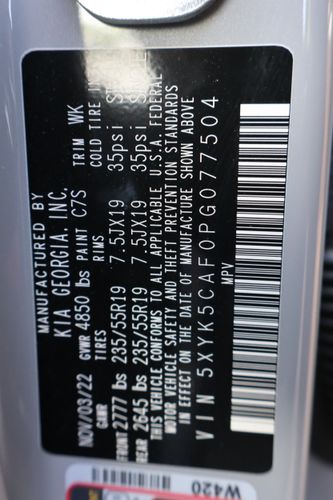 MANUFACTURED BY
KIA GEORGIA, INC.
NOV/03/22 GVWR 4850 lbs PAINT C7S TRIM WK
GAWR TIRES RIMS COLD TIRE
FRONT 2777 lbs 235/55R19 7.5JX19 35psi
REAR 2645 lbs 235/55R19 7.5JX19 35psi
THIS VEHICLE CONFORMS TO ALL APPLICABLE U.S.A. FEDERAL
MOTOR VEHICLE SAFETY AND THEFT PREVENTION STANDARDS
IN EFFECT ON THE DATE OF MANUFACTURE SHOWN ABOVE
VIN 5XYK5CAF0PG077504
MPV
W420